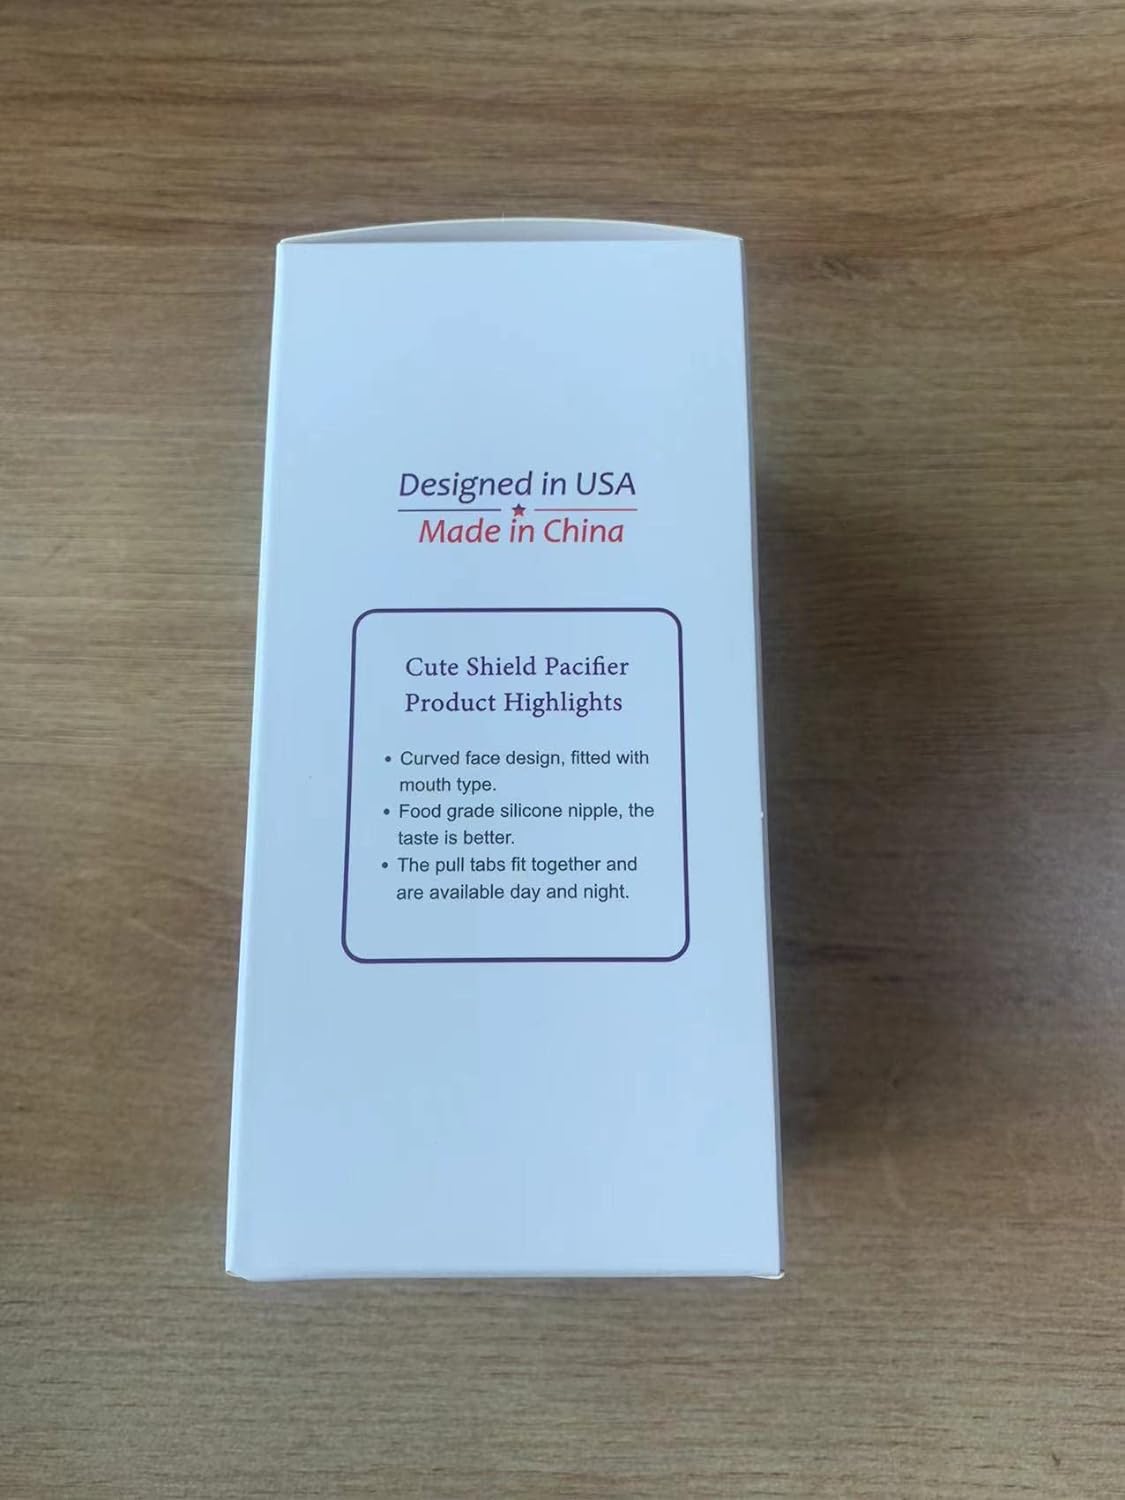 Designed in USA
Made in China
Cute Shield Pacifier
Product Highlights
• Curved face design, fitted with
mouth type.
• Food grade silicone nipple, the
taste is better.
• The pull tabs fit together and
are available day and night.